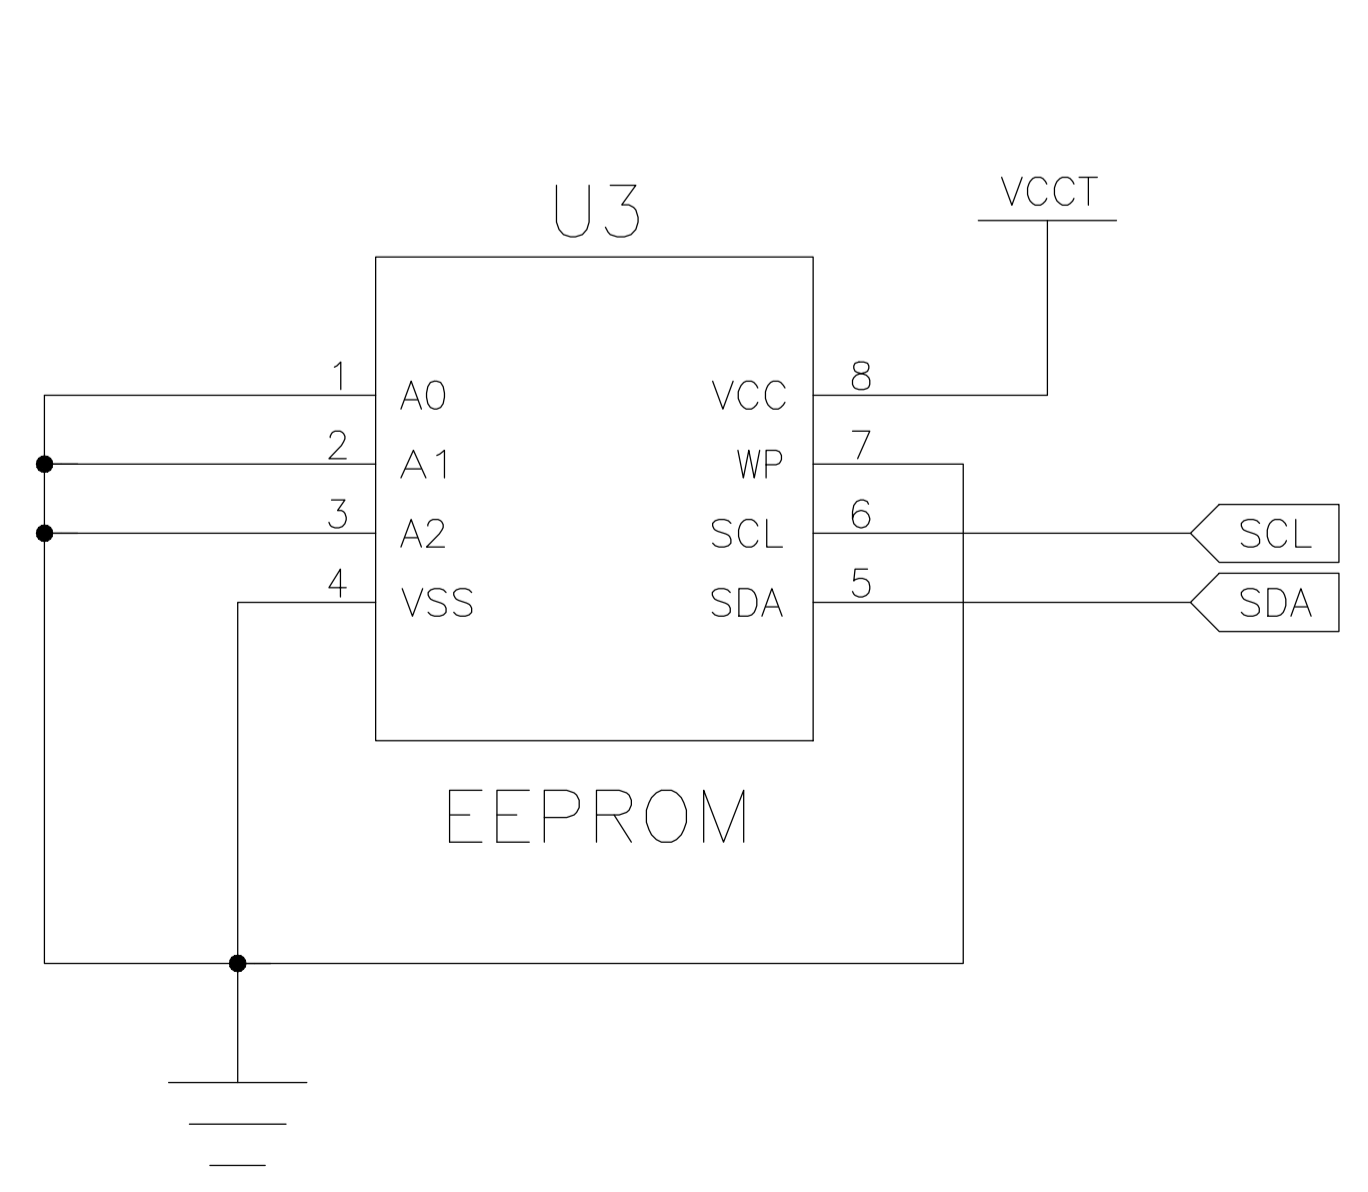 U3
VCCT
1 A0 VCC 8
2 A1 WP 7
3 A2 SCL 6 SCL
4 VSS SDA 5 SDA
EEPROM